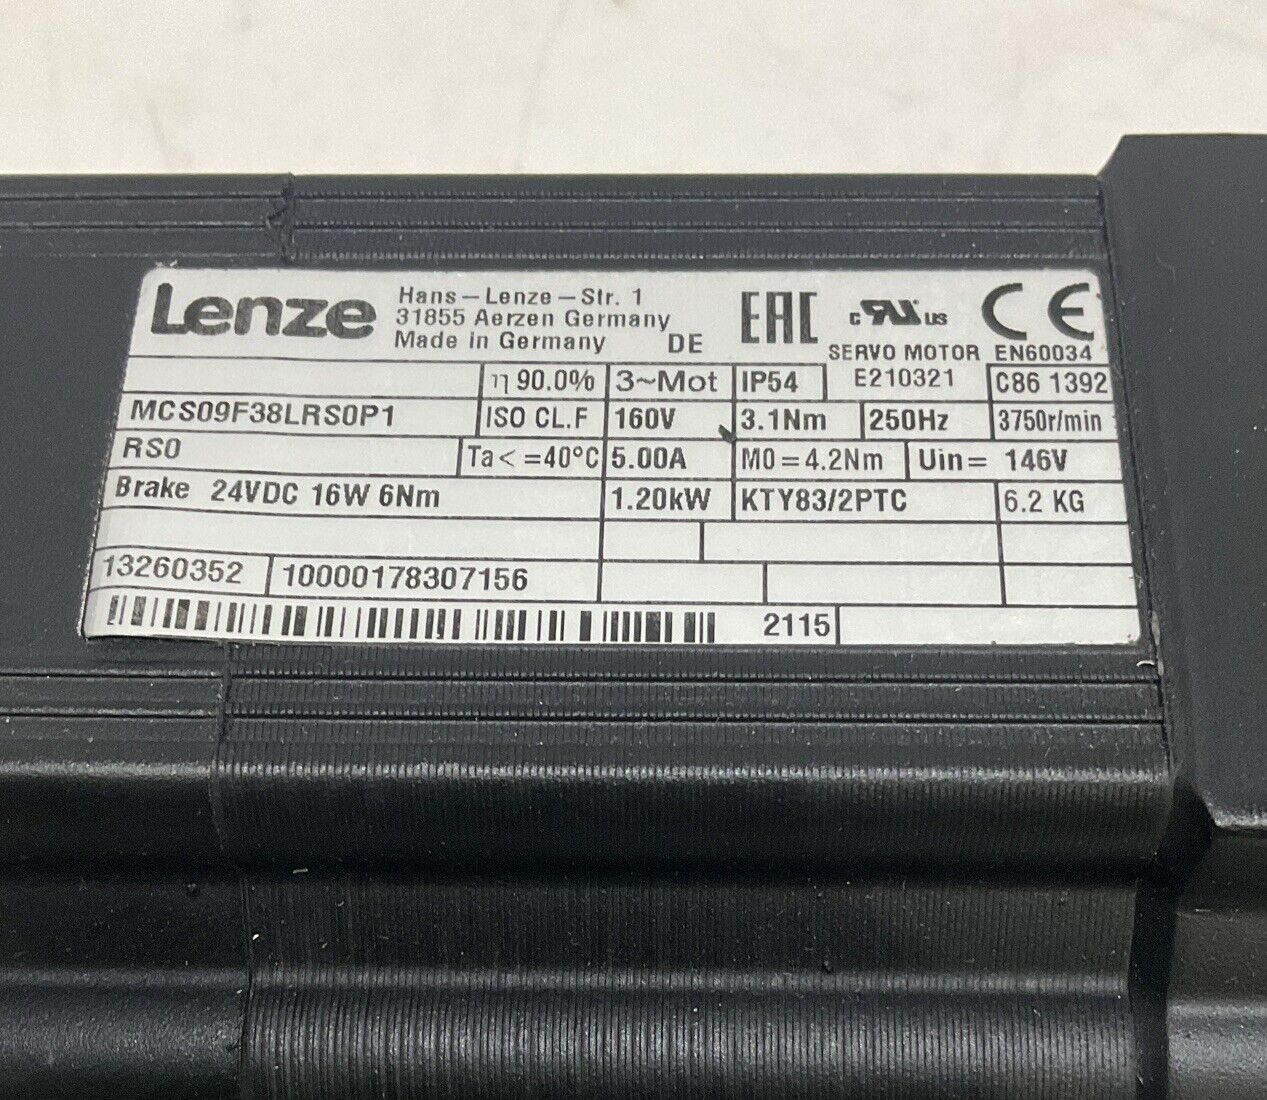 Lenze Hans-Lenze-Str. 1
31855 Aerzen Germany
Made in Germany DE
EAC c RU us CE
SERVO MOTOR EN60034
η 90.0% 3~Mot IP54 E210321 C86 1392
MCS09F38LRS0P1 ISO CL.F 160V 3.1Nm 250Hz 3750r/min
RS0 Ta<=40°C 5.00A M0=4.2Nm Uin= 146V
Brake 24VDC 16W 6Nm 1.20kW KTY83/2PTC 6.2 KG
13260352 10000178307156
2115